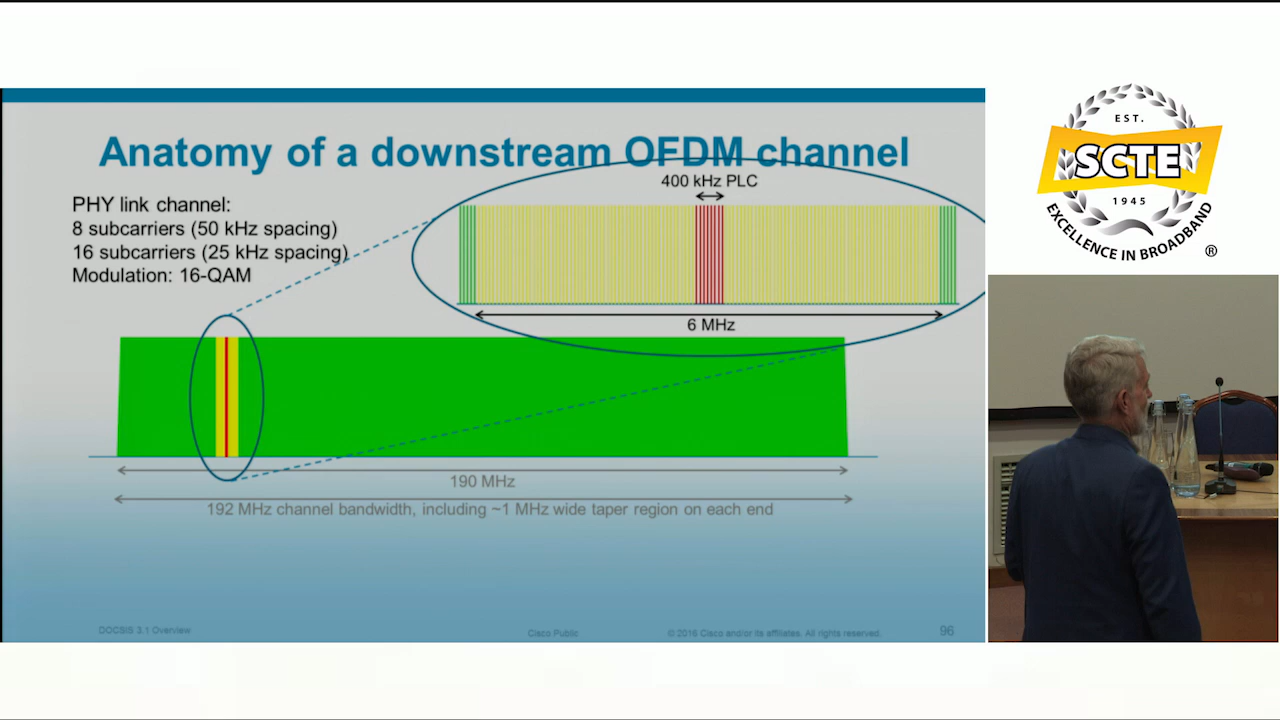 Anatomy of a downstream OFDM channel
PHY link channel:
8 subcarriers (50 kHz spacing)
16 subcarriers (25 kHz spacing)
Modulation: 16-QAM
400 kHz PLC
6 MHz
190 MHz
192 MHz channel bandwidth, including ~1 MHz wide taper region on each end
DOCSIS 3.1 Overview
Cisco Public
© 2016 Cisco and/or its affiliates. All rights reserved.
96
EST.
SCTE
1945
EXCELLENCE IN BROADBAND
®